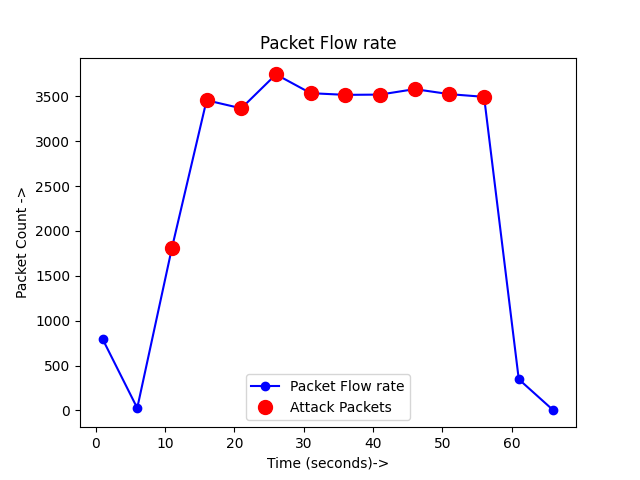 Packet Flow rate
Packet Count ->
3500
3000
2500
2000
1500
1000
500
0
Packet Flow rate
Attack Packets
0 10 20 30 40 50 60
Time (seconds)->